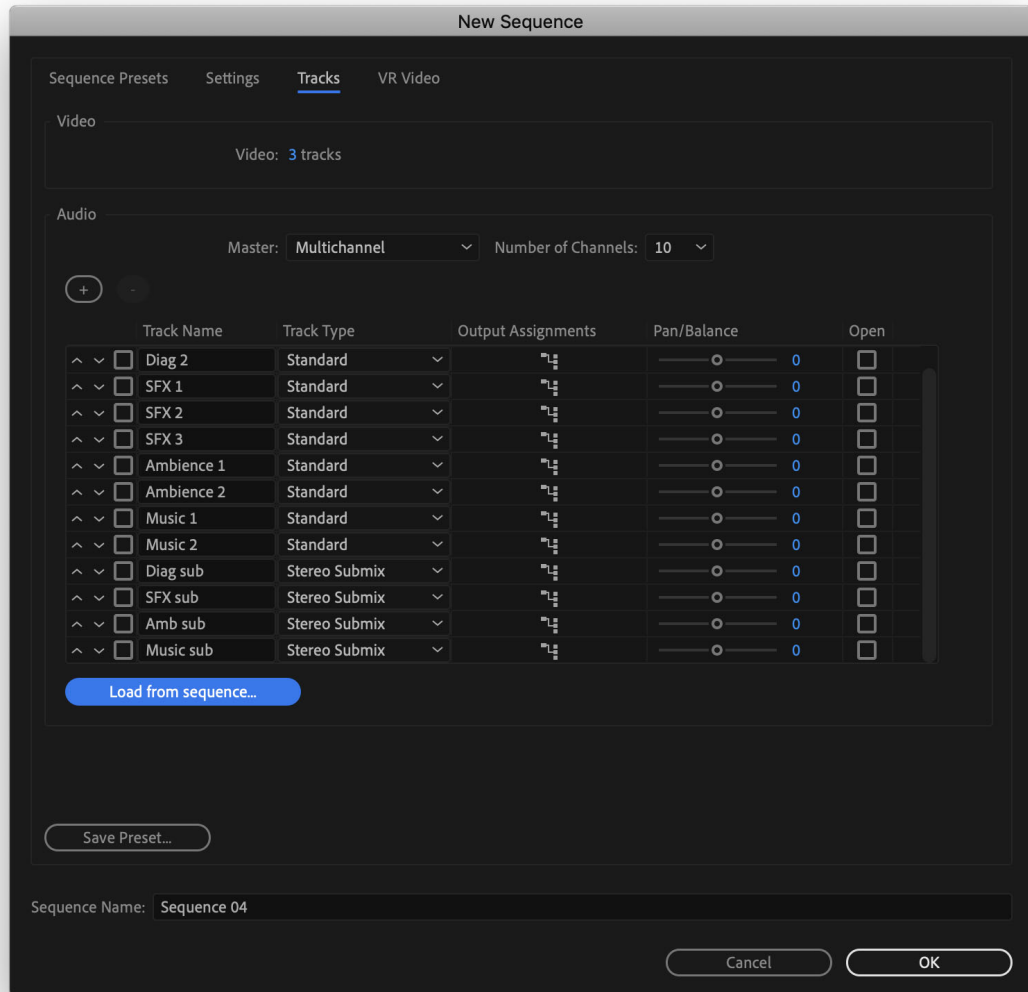 New Sequence
Sequence Presets Settings Tracks VR Video
Video
Video: 3 tracks
Audio
Master: Multichannel Number of Channels: 10
+ -
Track Name Track Type Output Assignments Pan/Balance Open
Diag 2 Standard 0
SFX 1 Standard 0
SFX 2 Standard 0
SFX 3 Standard 0
Ambience 1 Standard 0
Ambience 2 Standard 0
Music 1 Standard 0
Music 2 Standard 0
Diag sub Stereo Submix 0
SFX sub Stereo Submix 0
Amb sub Stereo Submix 0
Music sub Stereo Submix 0
Load from sequence...
Save Preset...
Sequence Name: Sequence 04
Cancel OK